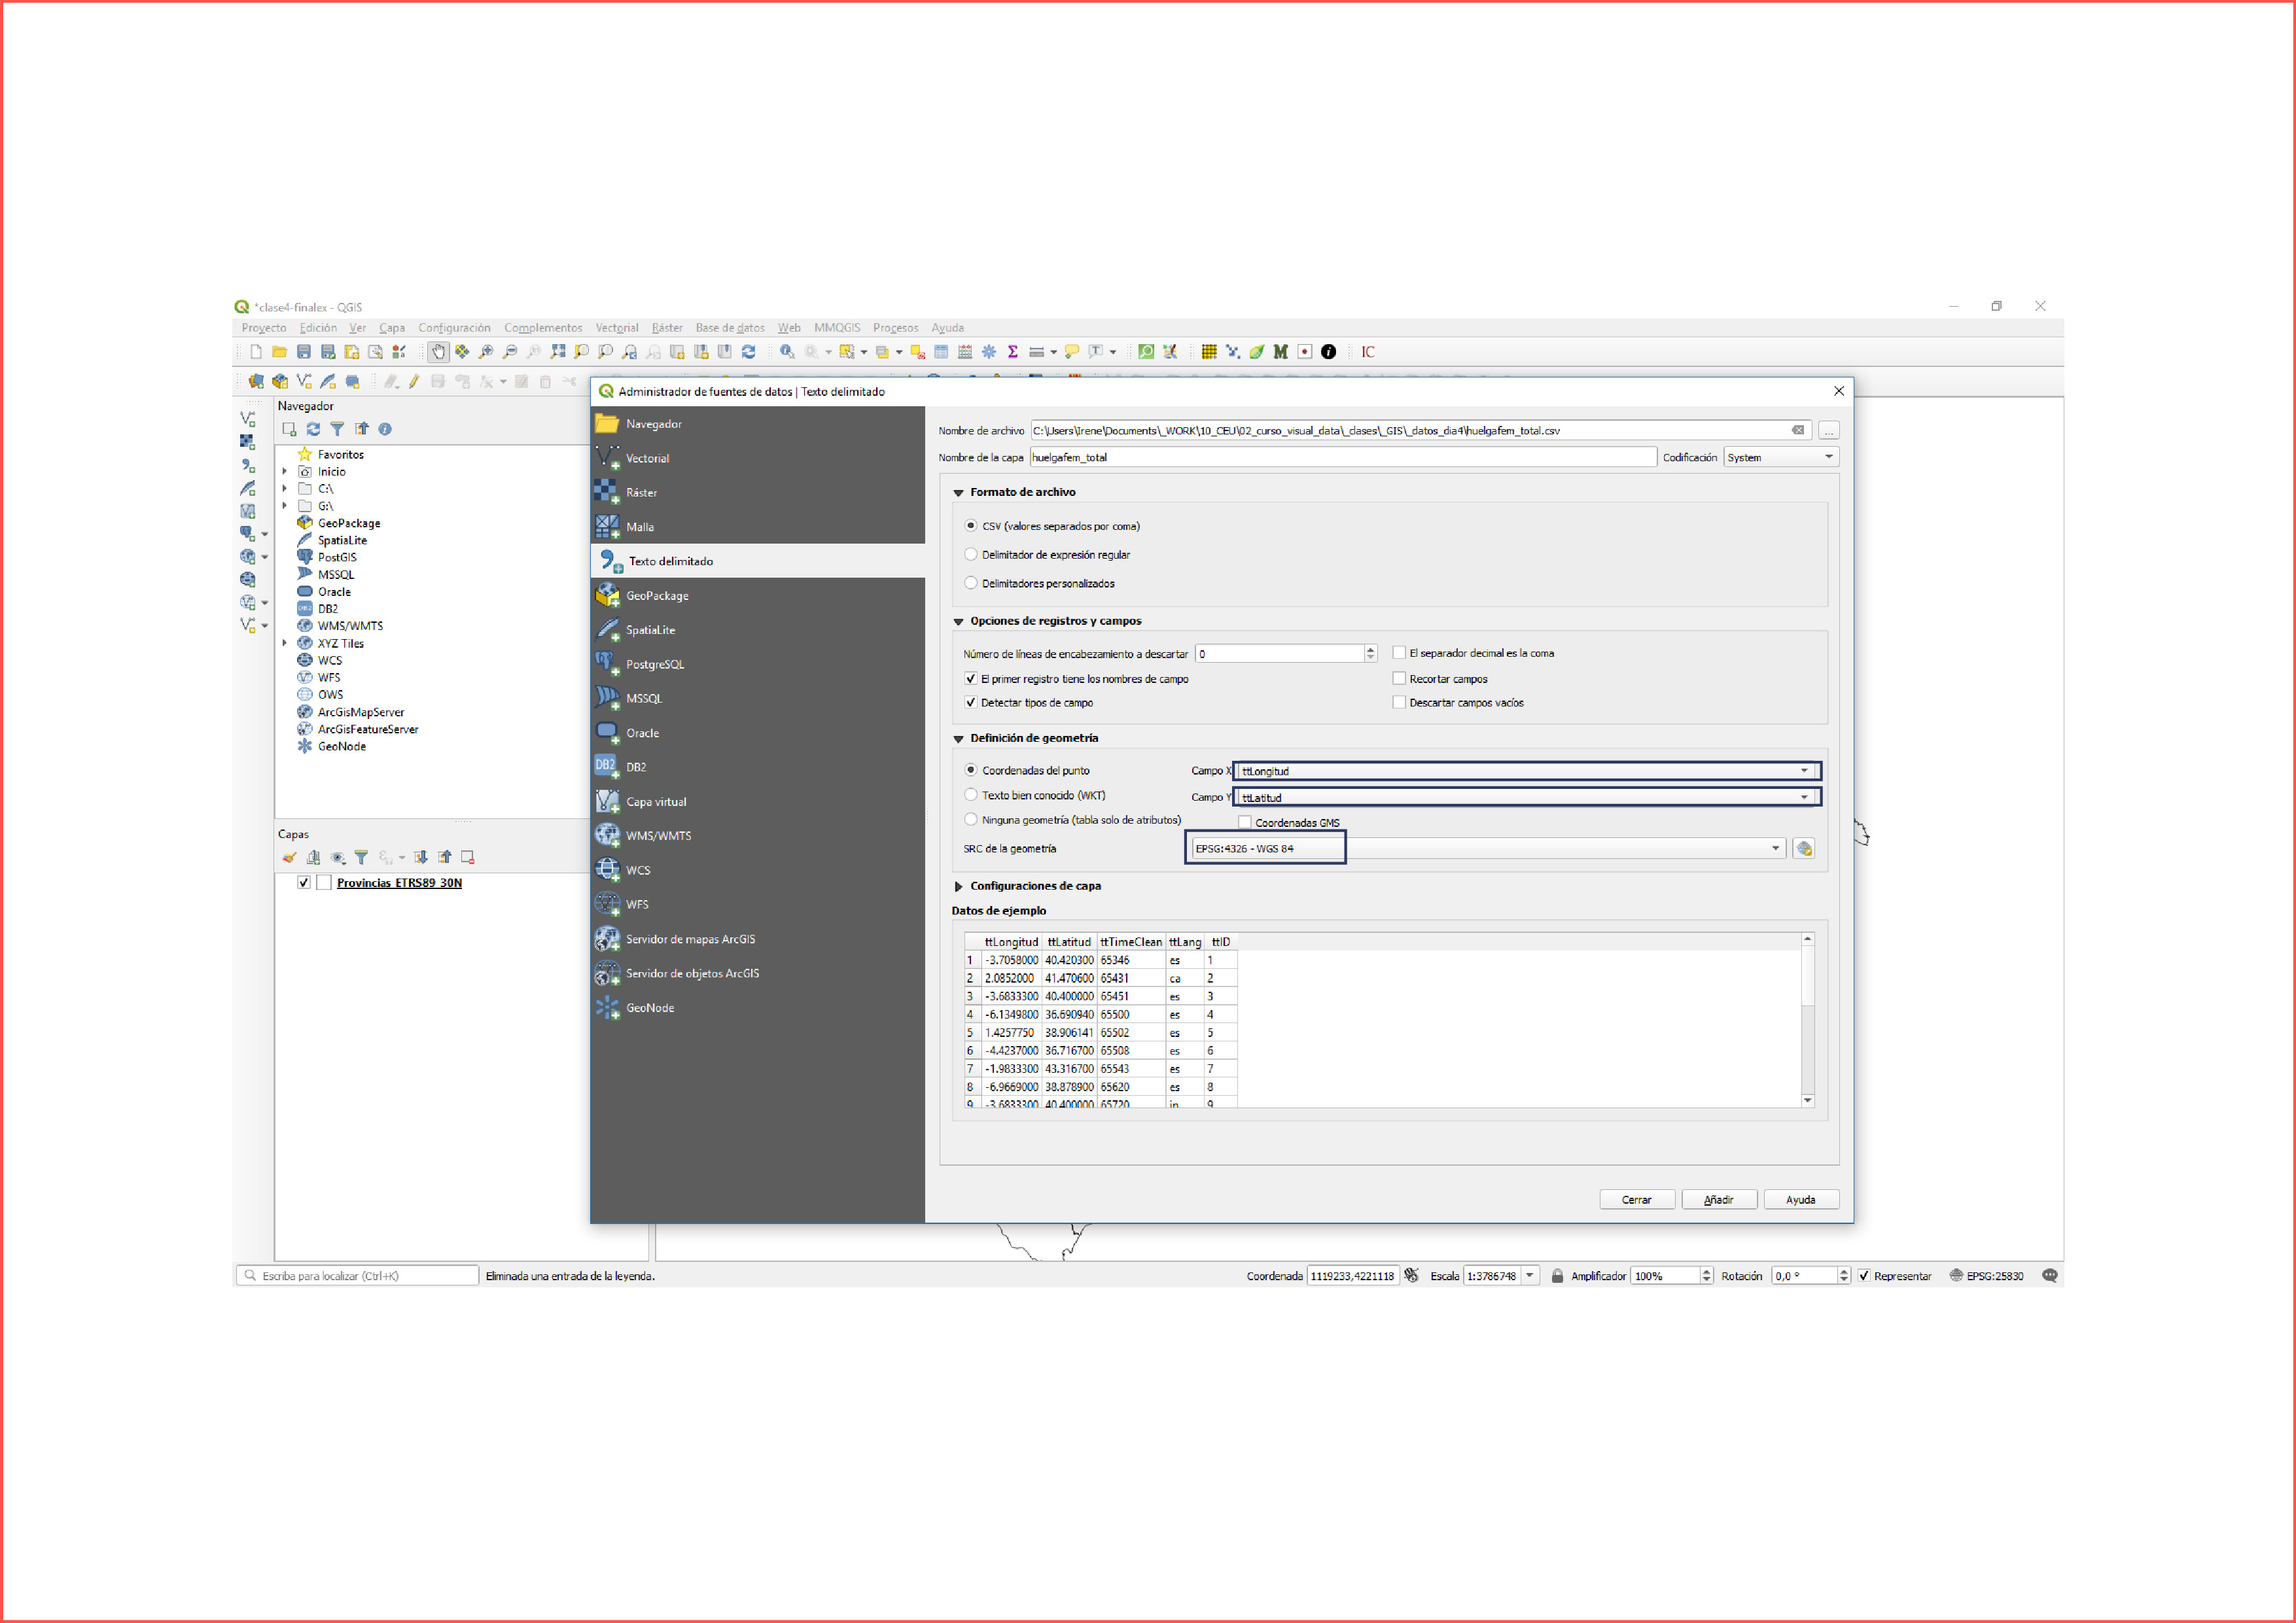 *clase4-finalex - QGIS
Proyecto Edición Ver Capa Configuración Complementos Vectorial Ráster Base de datos Web MMQGIS Procesos Ayuda
IC
Navegador
Favoritos
Inicio
C:\
G:\
GeoPackage
SpatiaLite
PostGIS
MSSQL
Oracle
DB2
WMS/WMTS
XYZ Tiles
WCS
WFS
OWS
ArcGisMapServer
ArcGisFeatureServer
GeoNode
Capas
Provincias_ETRS89_30N
Administrador de fuentes de datos | Texto delimitado
Navegador
Vectorial
Ráster
Malla
Texto delimitado
GeoPackage
SpatiaLite
PostgreSQL
MSSQL
Oracle
DB2
Capa virtual
WMS/WMTS
WCS
WFS
Servidor de mapas ArcGIS
Servidor de objetos ArcGIS
GeoNode
Nombre de archivo C:\Users\Irene\Documents\_WORK\10_CEU\02_curso_visual_data\_clases\_GIS\_datos_dia4\huelgafem_total.csv ...
Nombre de la capa huelgafem_total Codificación System
Formato de archivo
CSV (valores separados por coma)
Delimitador de expresión regular
Delimitadores personalizados
Opciones de registros y campos
Número de líneas de encabezamiento a descartar 0 El separador decimal es la coma
El primer registro tiene los nombres de campo Recortar campos
Detectar tipos de campo Descartar campos vacíos
Definición de geometría
Coordenadas del punto Campo X ttLongitud
Texto bien conocido (WKT) Campo Y ttLatitud
Ninguna geometría (tabla solo de atributos) Coordenadas GMS
SRC de la geometría EPSG:4326 - WGS 84
Configuraciones de capa
Datos de ejemplo
ttLongitud ttLatitud ttTimeClean ttLang ttID
1 -3.7058000 40.420300 65346 es 1
2 2.0852000 41.470600 65431 ca 2
3 -3.6833300 40.400000 65451 es 3
4 -6.1349800 36.690940 65500 es 4
5 1.4257750 38.906141 65502 es 5
6 -4.4237000 36.716700 65508 es 6
7 -1.9833300 43.316700 65543 es 7
8 -6.9669000 38.878900 65620 es 8
9 -3.6833300 40.400000 65720 in 9
Cerrar Añadir Ayuda
Escriba para localizar (Ctrl+K) Eliminada una entrada de la leyenda. Coordenada 1119233,4221118 Escala 1:3786748 Amplificador 100% Rotación 0,0 ° Representar EPSG:25830